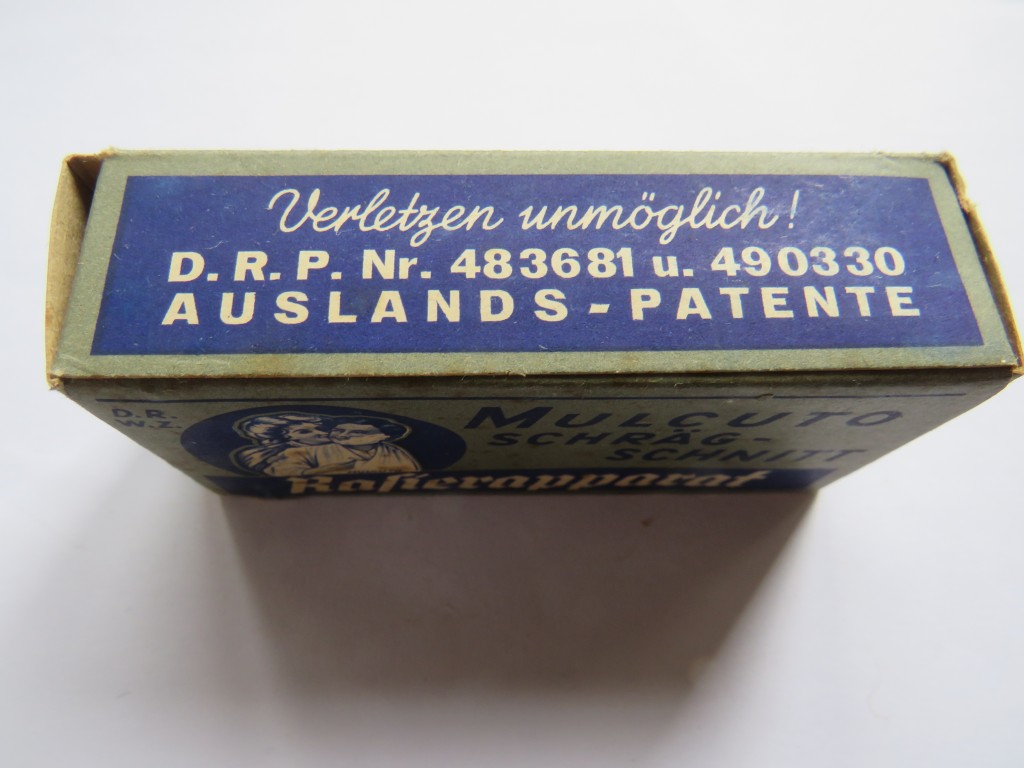 Verletzen unmöglich!
D. R. P. Nr. 483681 u. 490330
AUSLANDS - PATENTE
D. R.
W. Z.
MULCUTO
SCHRÄG-
SCHNITT
Rasierapparat